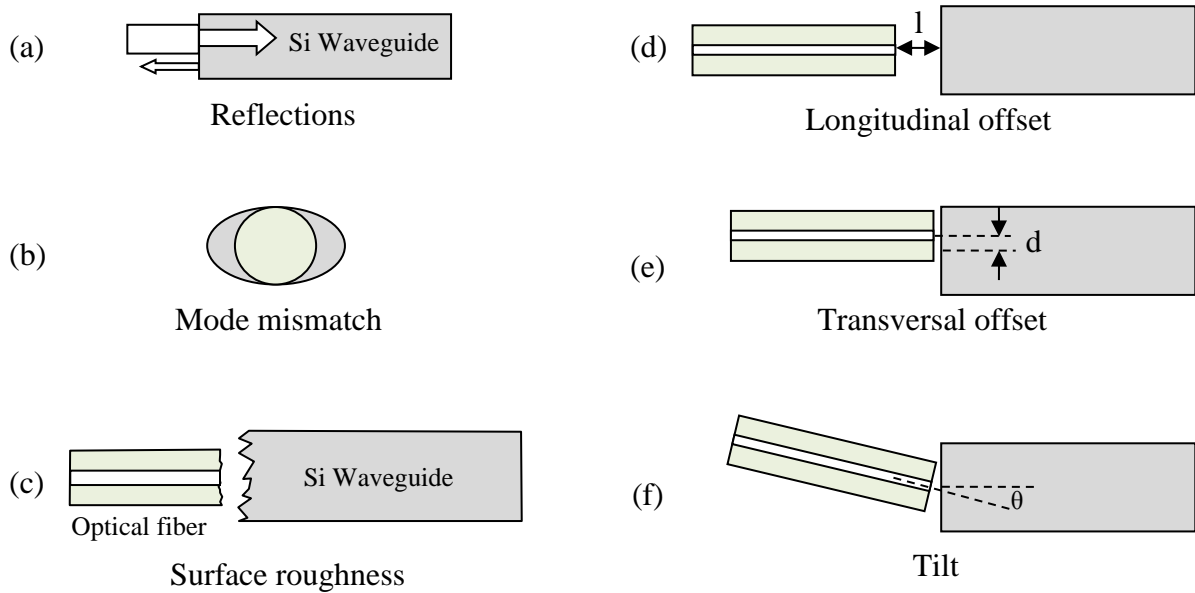 (a)
Si Waveguide
Reflections
(b)
Mode mismatch
(c)
Si Waveguide
Optical fiber
Surface roughness
(d)
l
Longitudinal offset
(e)
d
Transversal offset
(f)
θ
Tilt